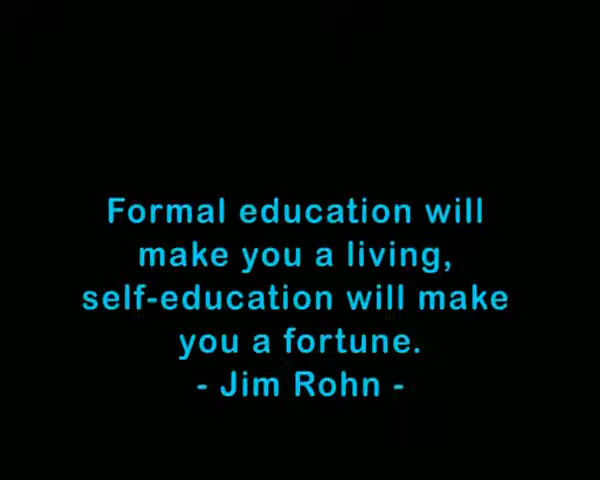 Formal education will
make you a living,
self-education will make
you a fortune.
- Jim Rohn -